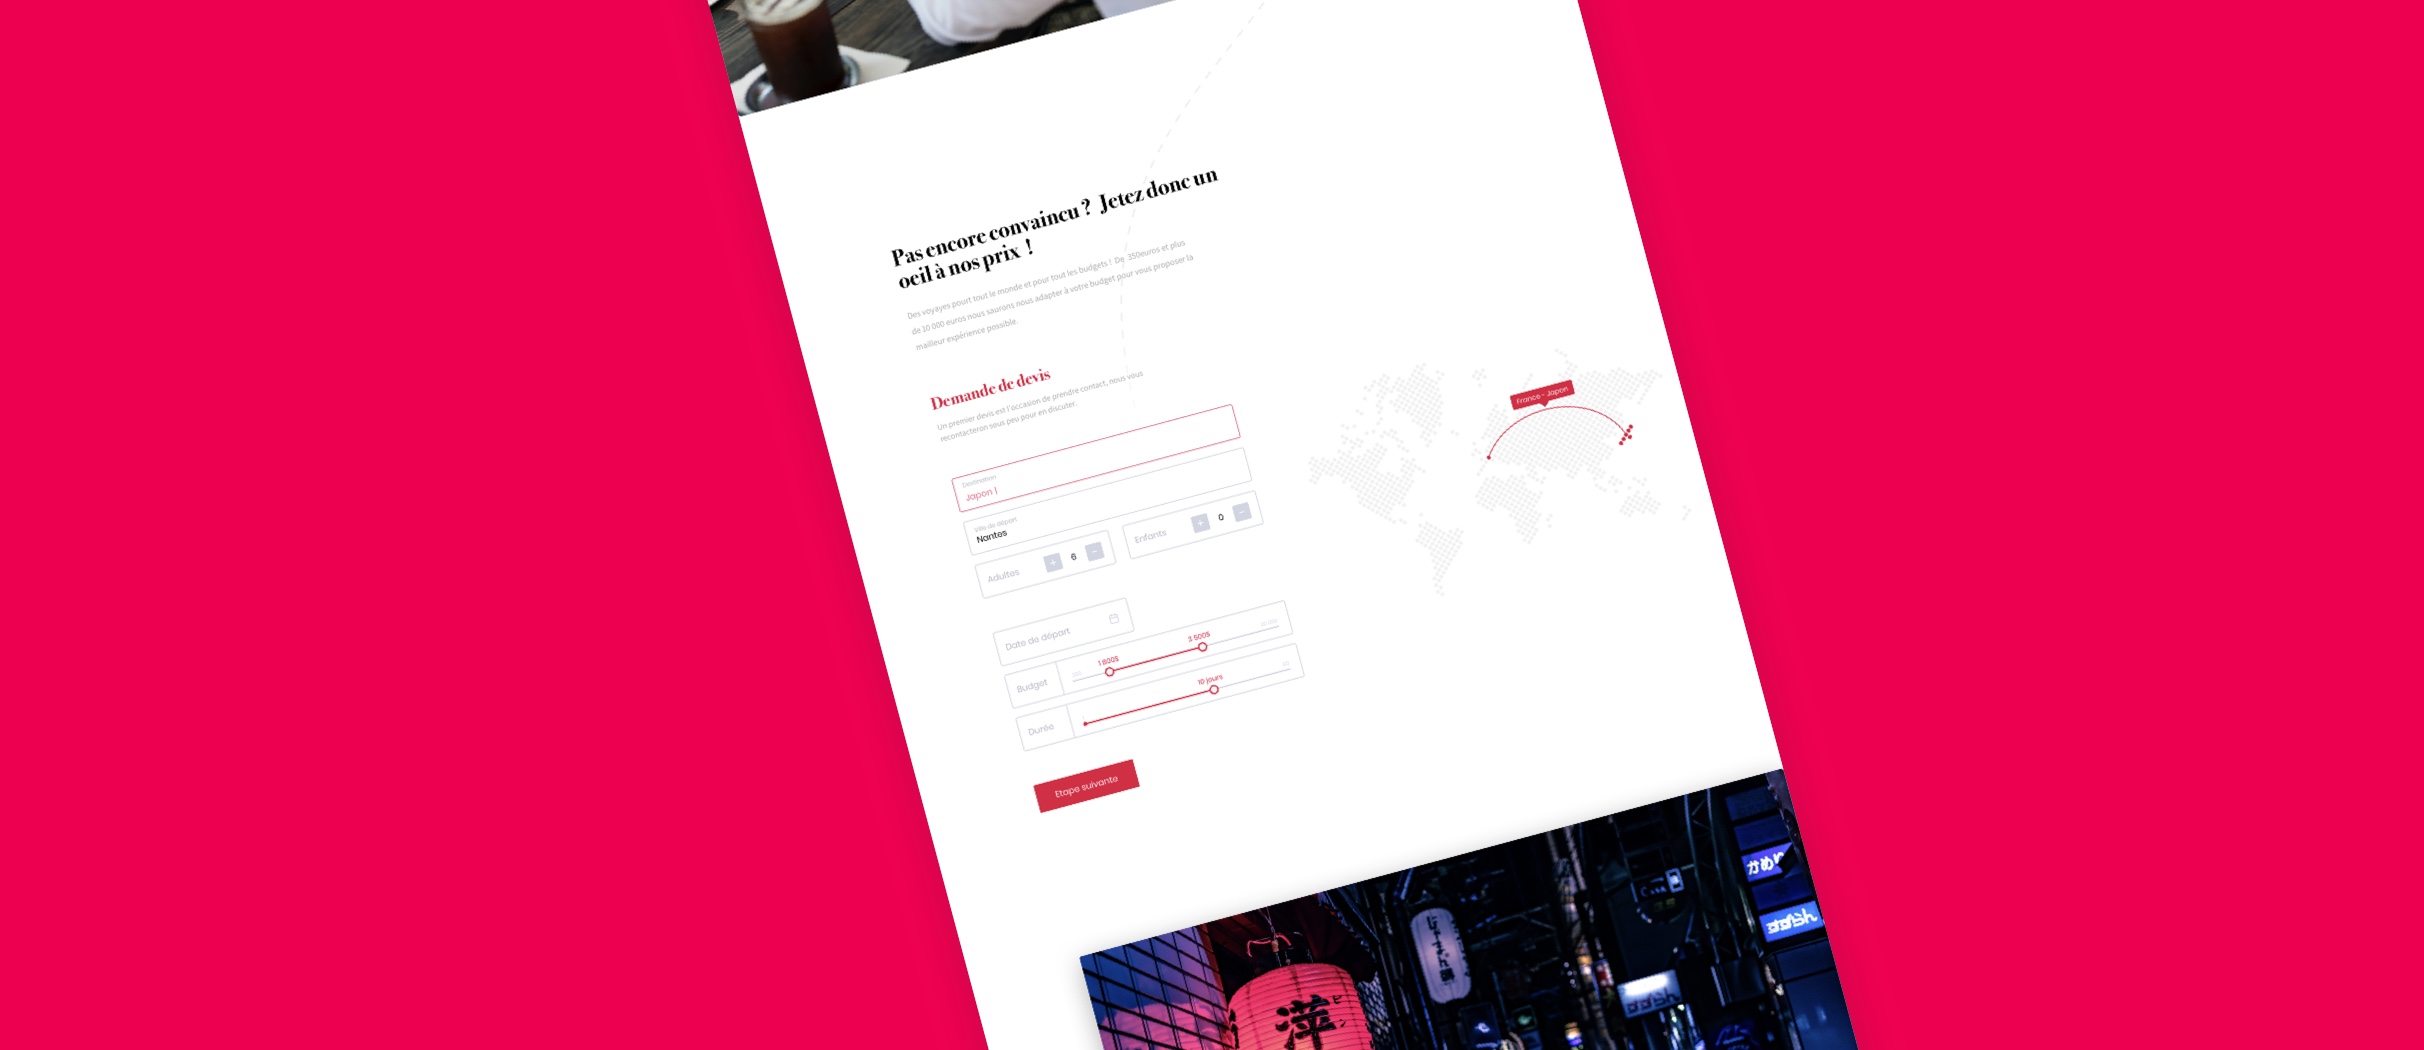 Pas encore convaincu ? Jetez donc un
oeil à nos prix !
Des voyayes pourt tout le monde et pour tout les budgets ! De 350euros et plus
de 10 000 euros nous saurons nous adapter à votre budget pour vous proposer la
mailleur expérience possible.
Demande de devis
Un premier devis est l'accasion de prendre contact, nous vous
recontacteron sous peu pour en discuter.
Destination
Japon |
Ville de départ
Nantes
Adultes + 6 −
Enfants + 0 −
Date de départ
Budget 1 800$ 3 500$
Durée 10 jours
Etape suivante
France - Japon
かめ
洋